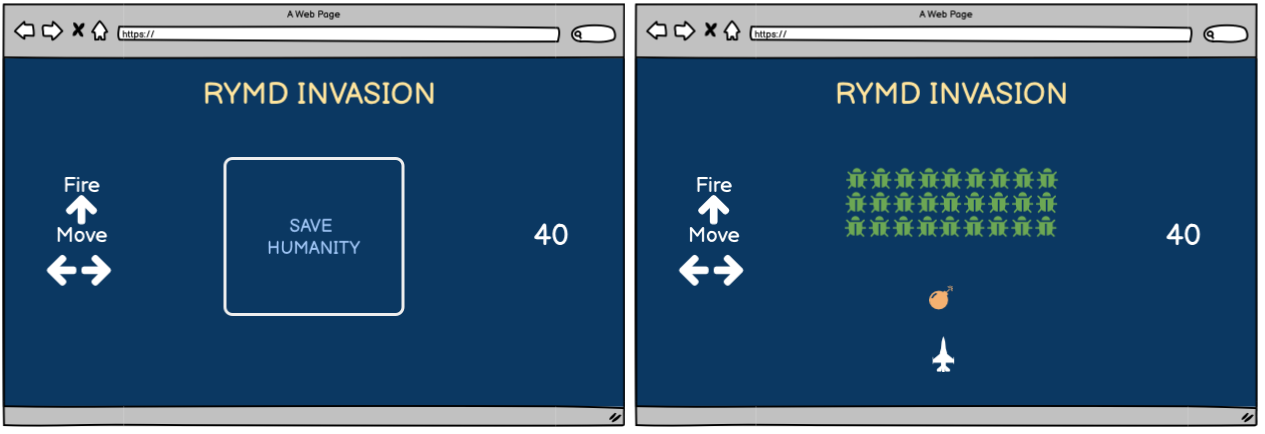 A Web Page
https://
RYMD INVASION
Fire
Move
SAVE
HUMANITY
40
A Web Page
https://
RYMD INVASION
Fire
Move
40